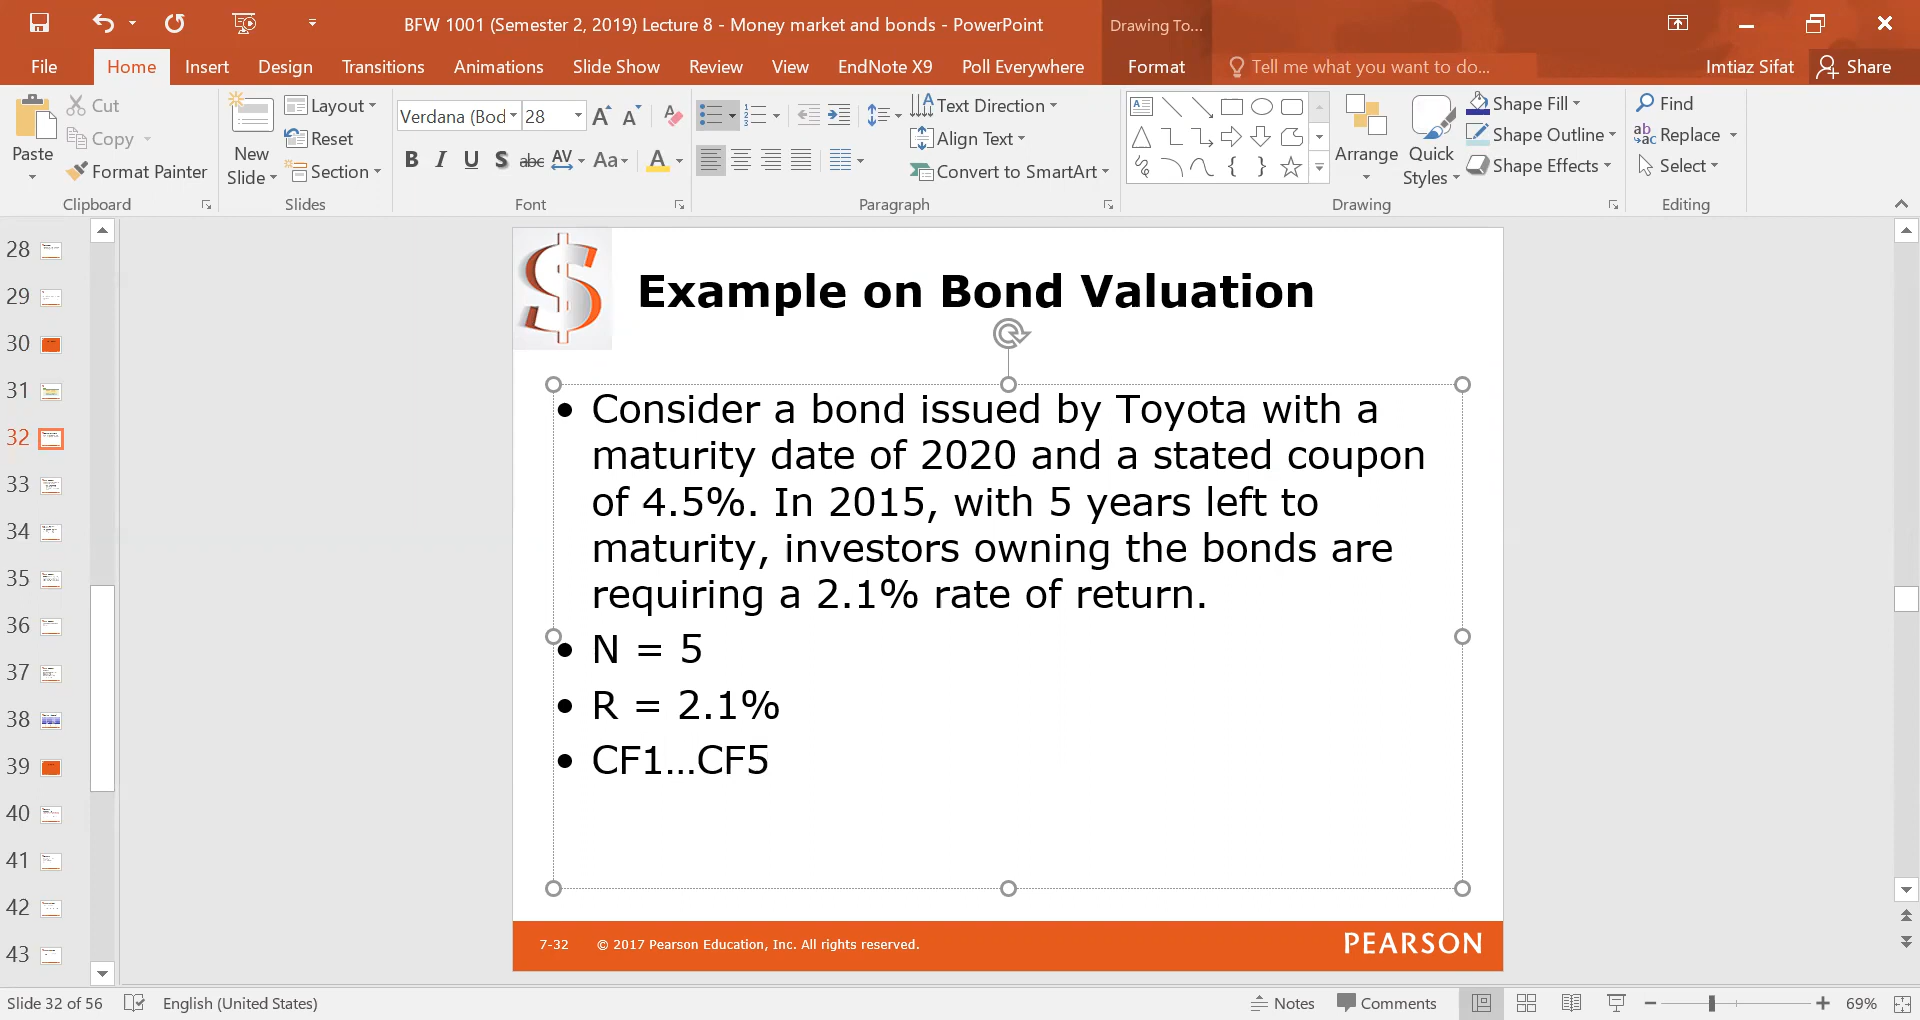 BFW 1001 (Semester 2, 2019) Lecture 8 - Money market and bonds - PowerPoint
Drawing To...
File Home Insert Design Transitions Animations Slide Show Review View EndNote X9 Poll Everywhere Format Tell me what you want to do... Imtiaz Sifat Share
Paste
Cut
Copy
Format Painter
Clipboard
New
Slide
Layout
Reset
Section
Slides
Verdana (Bod 28
B I U S abc AV Aa A
Font
Text Direction
Align Text
Convert to SmartArt
Paragraph
Arrange
Quick
Styles
Shape Fill
Shape Outline
Shape Effects
Drawing
Find
Replace
Select
Editing
28
29
30
31
32
33
34
35
36
37
38
39
40
41
42
43
Example on Bond Valuation
• Consider a bond issued by Toyota with a
maturity date of 2020 and a stated coupon
of 4.5%. In 2015, with 5 years left to
maturity, investors owning the bonds are
requiring a 2.1% rate of return.
• N = 5
• R = 2.1%
• CF1...CF5
7-32 © 2017 Pearson Education, Inc. All rights reserved.
PEARSON
Slide 32 of 56 English (United States) Notes Comments 69%